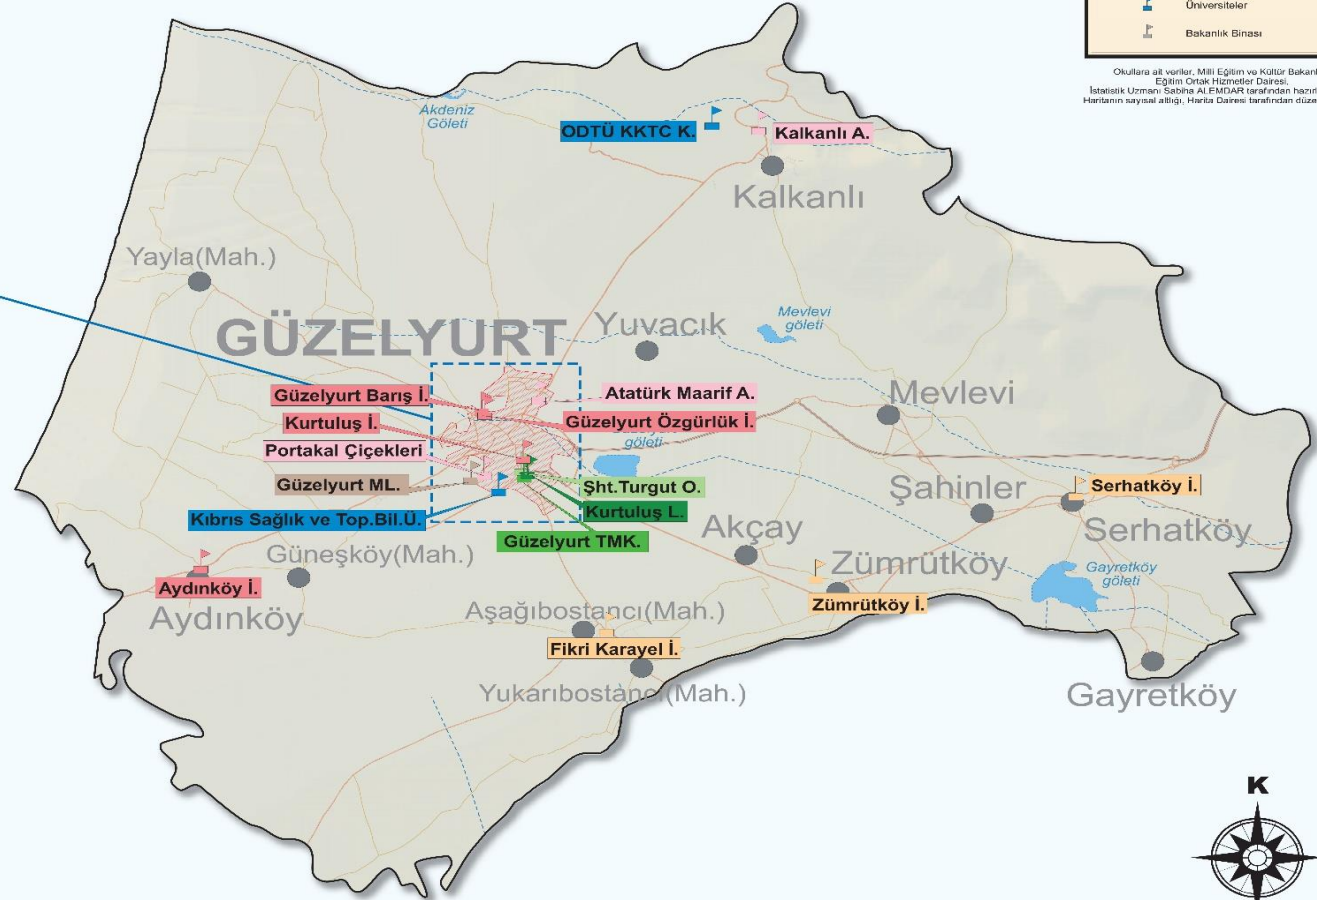 Üniversiteler
Bakanlık Binası
Okullara ait veriler, Milli Eğitim ve Kültür
Eğitim Ortak Hizmetler Dairesi,
İstatistik Uzmanı Sabiha ALEMDAR tarafından
Haritanın sayısal altlığı, Harita Dairesi tarafından
Akdeniz
Göleti
ODTÜ KKTC K.
Kalkanlı A.
Kalkanlı
Yayla(Mah.)
GÜZELYURT
Yuvacık
Mevlevi
göleti
Güzelyurt Barış İ.
Atatürk Maarif A.
Mevlevi
Kurtuluş İ.
Güzelyurt Özgürlük İ.
göleti
Portakal Çiçekleri
Güzelyurt ML.
Şht.Turgut O.
Şahinler
Serhatköy İ.
Kurtuluş L.
Kıbrıs Sağlık ve Top.Bil.Ü.
Akçay
Serhatköy
Güzelyurt TMK.
Güneşköy(Mah.)
Zümrütköy
Gayretköy
göleti
Aydınköy İ.
Aydınköy
Zümrütköy İ.
Aşağıbostancı(Mah.)
Fikri Karayel İ.
Yukarıbostancı(Mah.)
Gayretköy
K